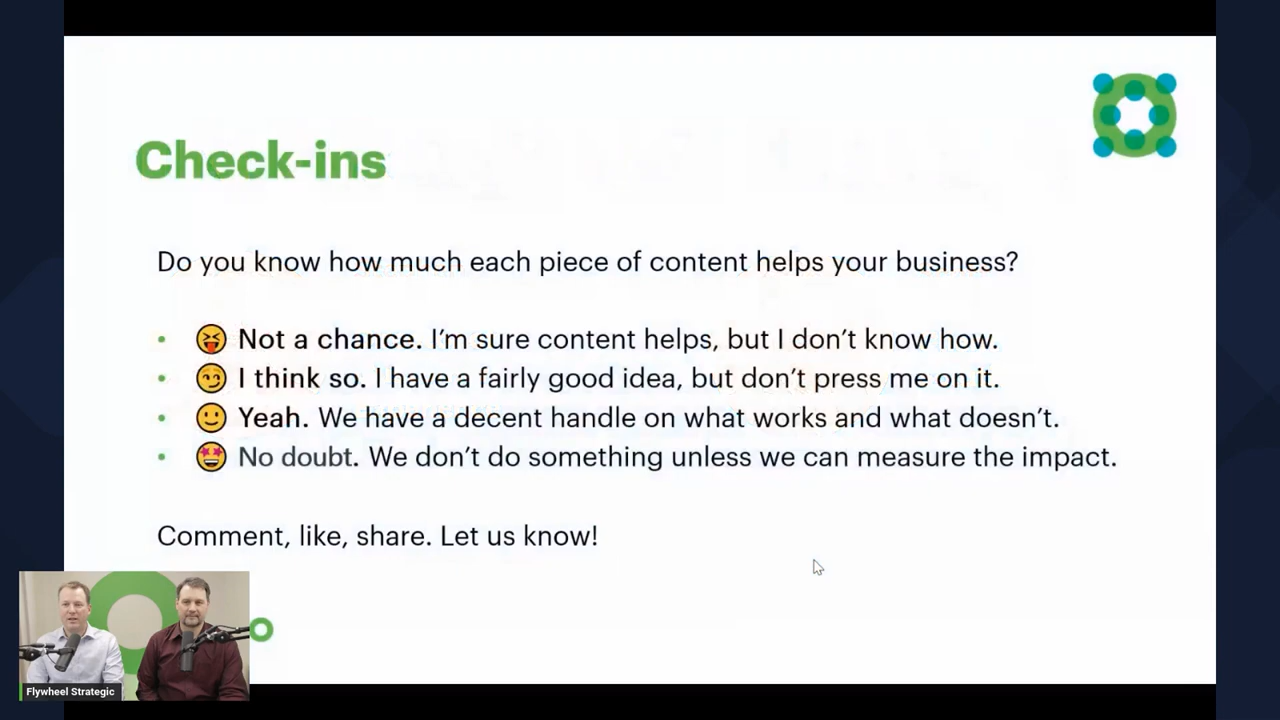 Check-ins
Do you know how much each piece of content helps your business?
• 😝 Not a chance. I’m sure content helps, but I don’t know how.
• 😏 I think so. I have a fairly good idea, but don’t press me on it.
• 🙂 Yeah. We have a decent handle on what works and what doesn’t.
• 🤩 No doubt. We don’t do something unless we can measure the impact.
Comment, like, share. Let us know!
o
Flywheel Strategic